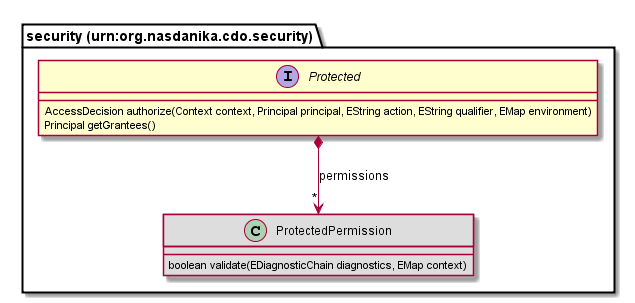 security (urn:org.nasdanika.cdo.security)
I Protected
AccessDecision authorize(Context context, Principal principal, EString action, EString qualifier, EMap environment)
Principal getGrantees()
permissions
*
C ProtectedPermission
boolean validate(EDiagnosticChain diagnostics, EMap context)